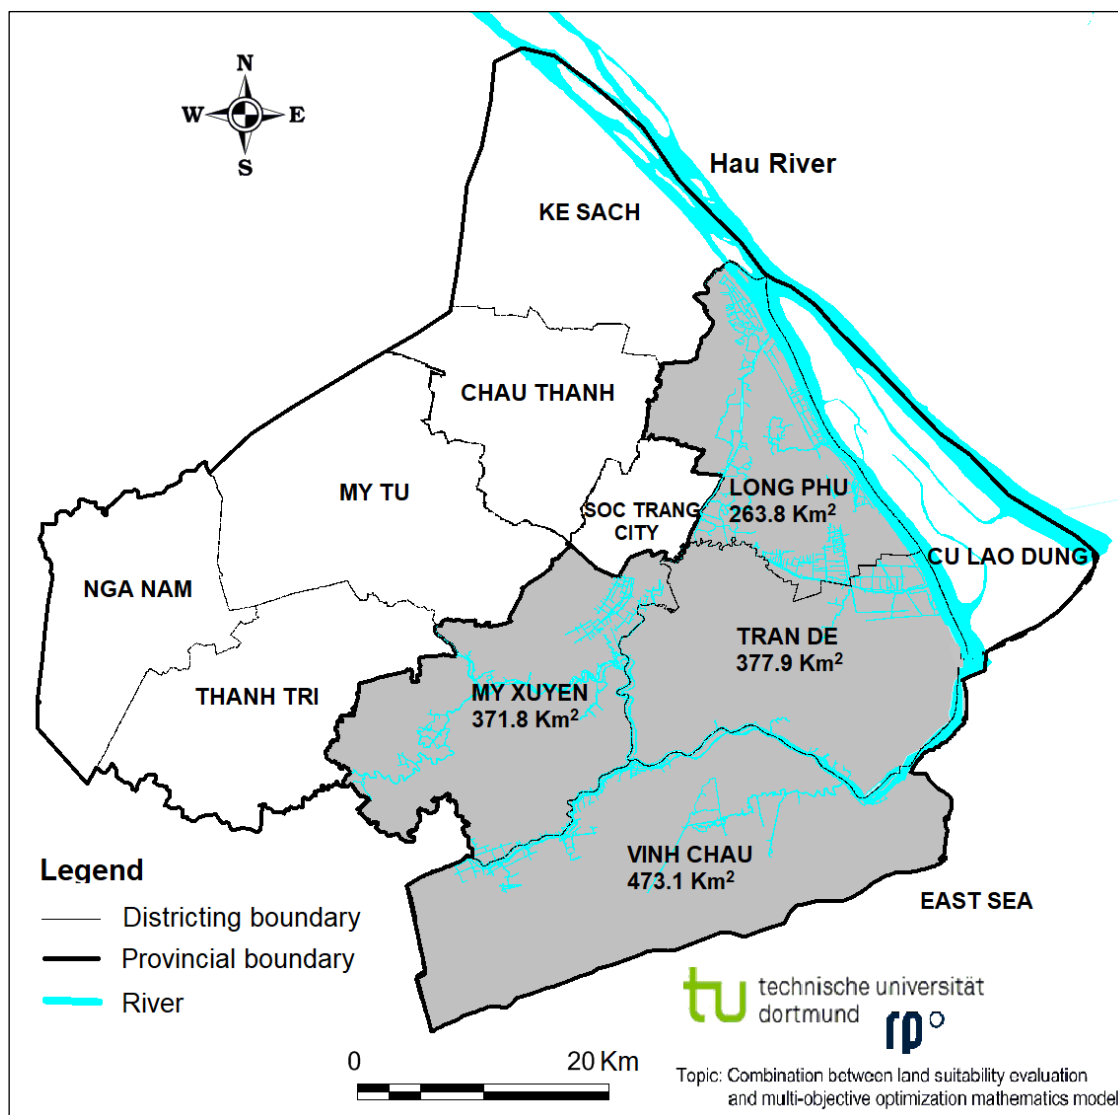 N
W E
S
Hau River
KE SACH
CHAU THANH
MY TU
LONG PHU
263.8 Km²
SOC TRANG
CITY
CU LAO DUNG
NGA NAM
TRAN DE
377.9 Km²
THANH TRI
MY XUYEN
371.8 Km²
VINH CHAU
473.1 Km²
EAST SEA
Legend
Districting boundary
Provincial boundary
River
tu technische universität
dortmund rp°
0 20 Km
Topic: Combination between land suitability evaluation
and multi-objective optimization mathematics model